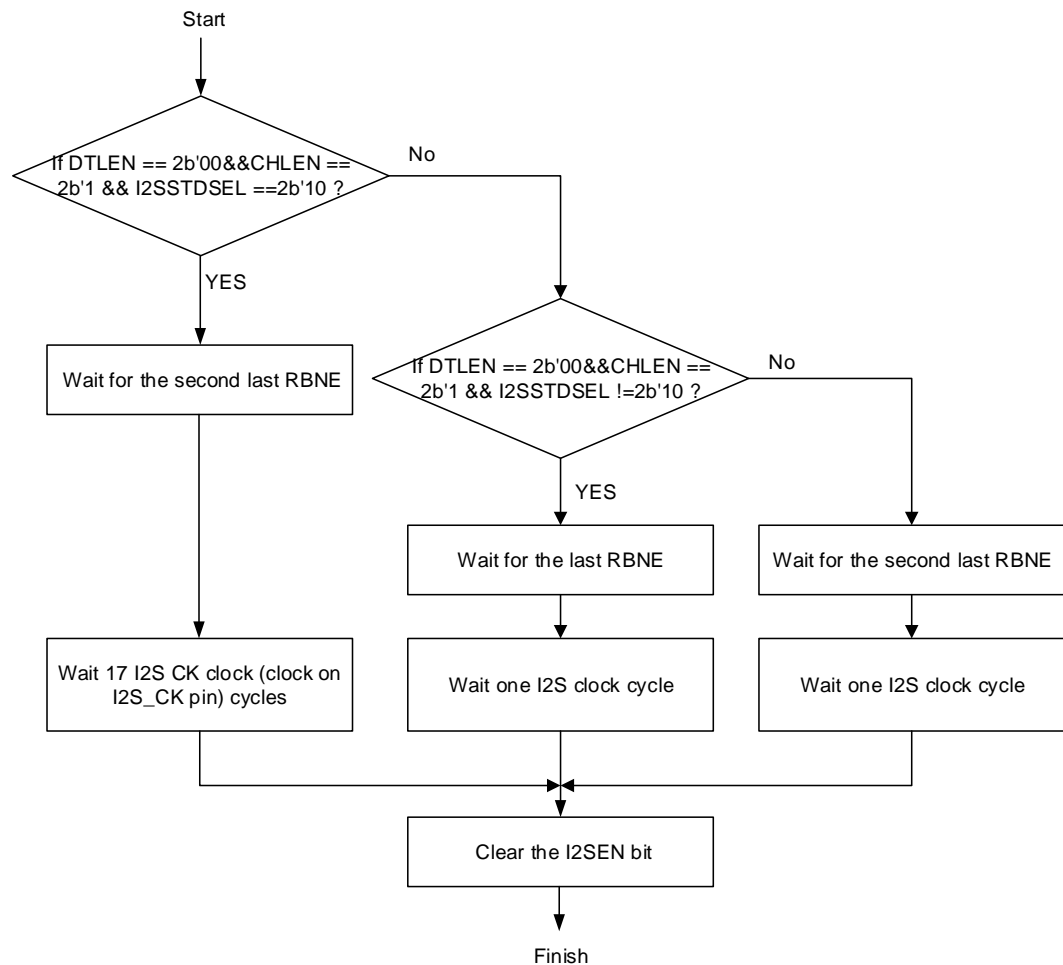 Start
If DTLEN == 2b'00&&CHLEN ==
2b'1 && I2SSTDSEL ==2b'10 ?
No
YES
Wait for the second last RBNE
If DTLEN == 2b'00&&CHLEN ==
2b'1 && I2SSTDSEL !=2b'10 ?
No
YES
Wait for the last RBNE
Wait for the second last RBNE
Wait 17 I2S CK clock (clock on
I2S_CK pin) cycles
Wait one I2S clock cycle
Wait one I2S clock cycle
Clear the I2SEN bit
Finish